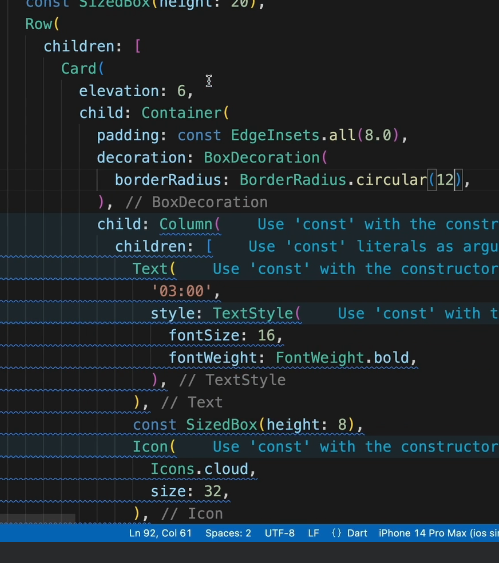 const SizedBox(height: 20),
Row(
children: [
Card(
elevation: 6,
child: Container(
padding: const EdgeInsets.all(8.0),
decoration: BoxDecoration(
borderRadius: BorderRadius.circular(12),
), // BoxDecoration
child: Column( Use 'const' with the constr
children: [ Use 'const' literals as argu
Text( Use 'const' with the constructor
'03:00',
style: TextStyle( Use 'const' with t
fontSize: 16,
fontWeight: FontWeight.bold,
), // TextStyle
), // Text
const SizedBox(height: 8),
Icon( Use 'const' with the constructor
Icons.cloud,
size: 32,
), // Icon
Ln 92, Col 61 Spaces: 2 UTF-8 LF {} Dart iPhone 14 Pro Max (ios sin